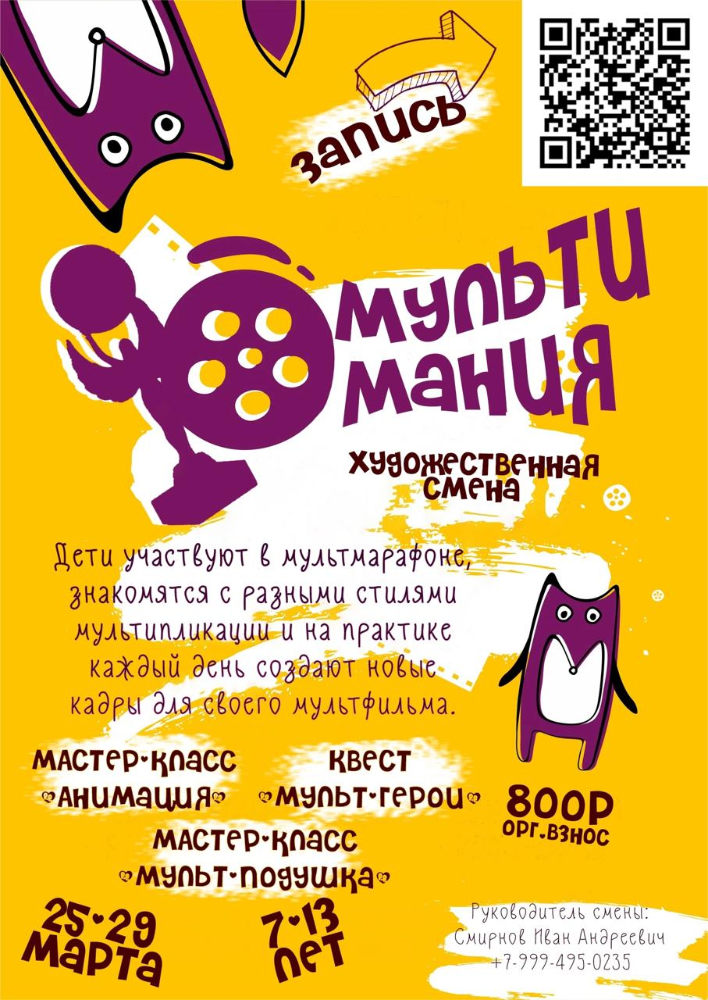 запись
мульти
мания
художественная
смена
Дети участвуют в мультмарафоне,
знакомятся с разными стилями
мультипликации и на практике
каждый день создают новые
кадры для своего мультфильма.
мастер·класс
анимация
квест
мульт·герои
мастер·класс
мульт·подушка
800р
орг.взнос
25·29
марта
7·13
лет
Руководитель смены:
Смирнов Иван Андреевич
+7-999-495-0235